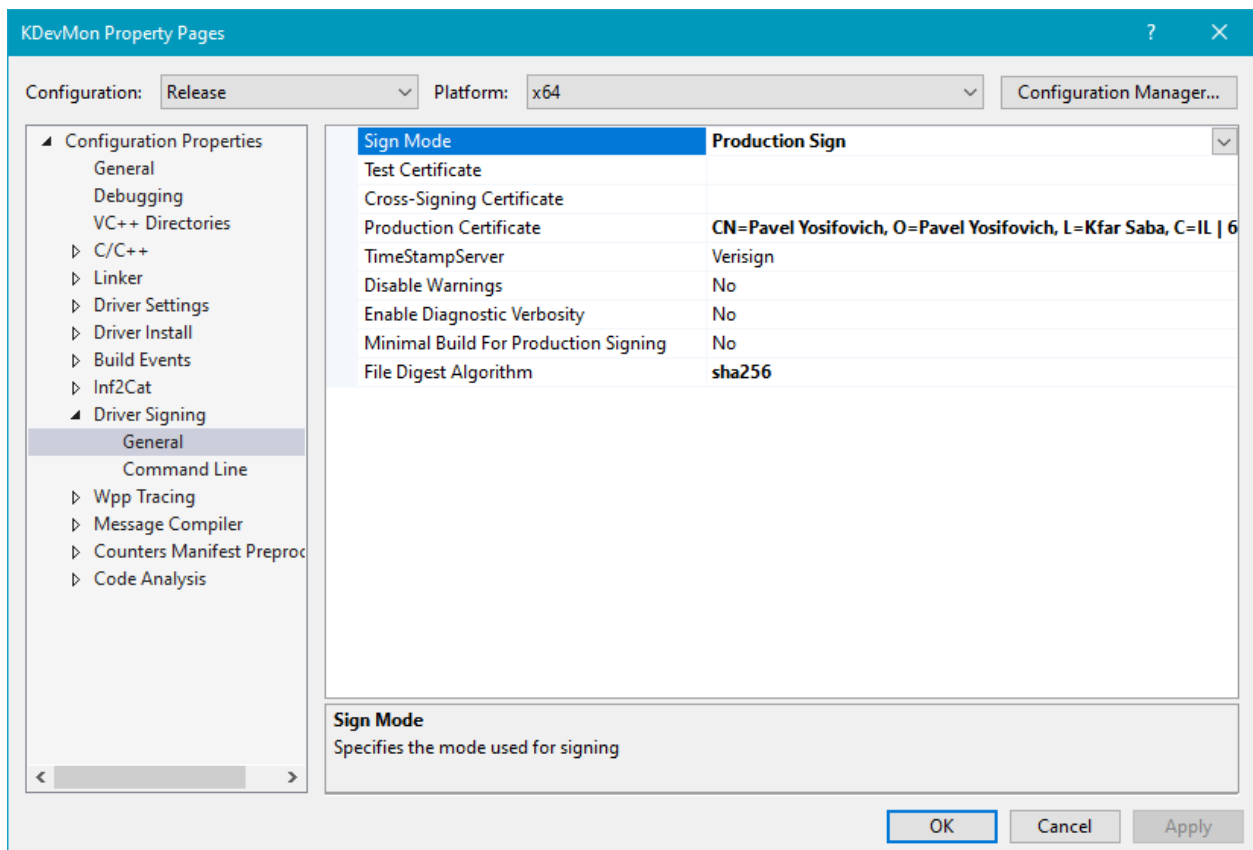 KDevMon Property Pages
Configuration: Release Platform: x64 Configuration Manager...
Configuration Properties
General
Debugging
VC++ Directories
C/C++
Linker
Driver Settings
Driver Install
Build Events
Inf2Cat
Driver Signing
General
Command Line
Wpp Tracing
Message Compiler
Counters Manifest Preproc
Code Analysis
Sign Mode Production Sign
Test Certificate
Cross-Signing Certificate
Production Certificate CN=Pavel Yosifovich, O=Pavel Yosifovich, L=Kfar Saba, C=IL | 6
TimeStampServer Verisign
Disable Warnings No
Enable Diagnostic Verbosity No
Minimal Build For Production Signing No
File Digest Algorithm sha256
Sign Mode
Specifies the mode used for signing
OK Cancel Apply